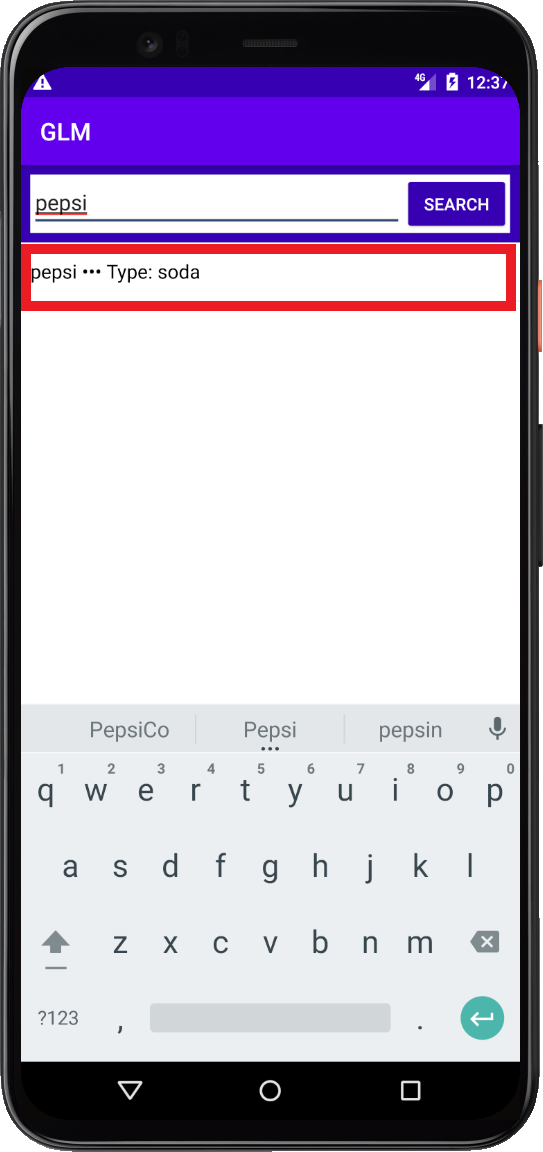 4G 12:37
GLM
pepsi SEARCH
pepsi ••• Type: soda
PepsiCo Pepsi pepsin
1 2 3 4 5 6 7 8 9 0
q w e r t y u i o p
a s d f g h j k l
z x c v b n m
?123 , .